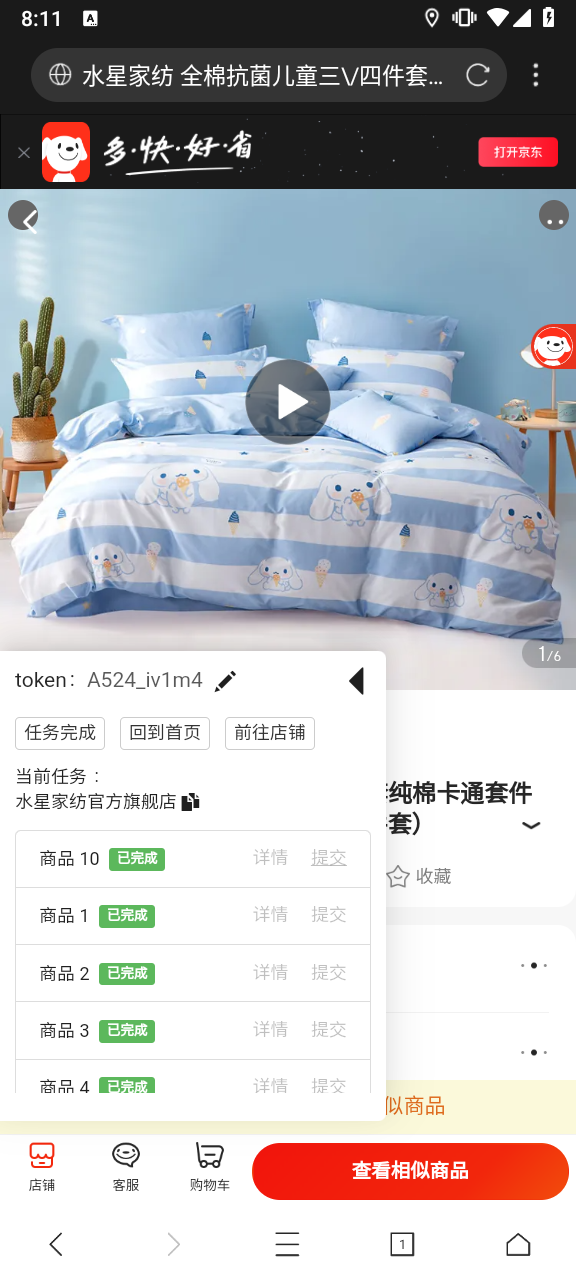 8:11
A
水星家纺 全棉抗菌儿童三\/四件套...
多·快·好·省
打开京东
1/6
token： A524_iv1m4
任务完成 回到首页 前往店铺
当前任务：
水星家纺官方旗舰店
纯棉卡通套件
套）
收藏
商品 10 已完成 详情 提交
商品 1 已完成 详情 提交
商品 2 已完成 详情 提交
商品 3 已完成 详情 提交
商品 4 已完成 详情 提交
似商品
店铺 客服 购物车 查看相似商品
1